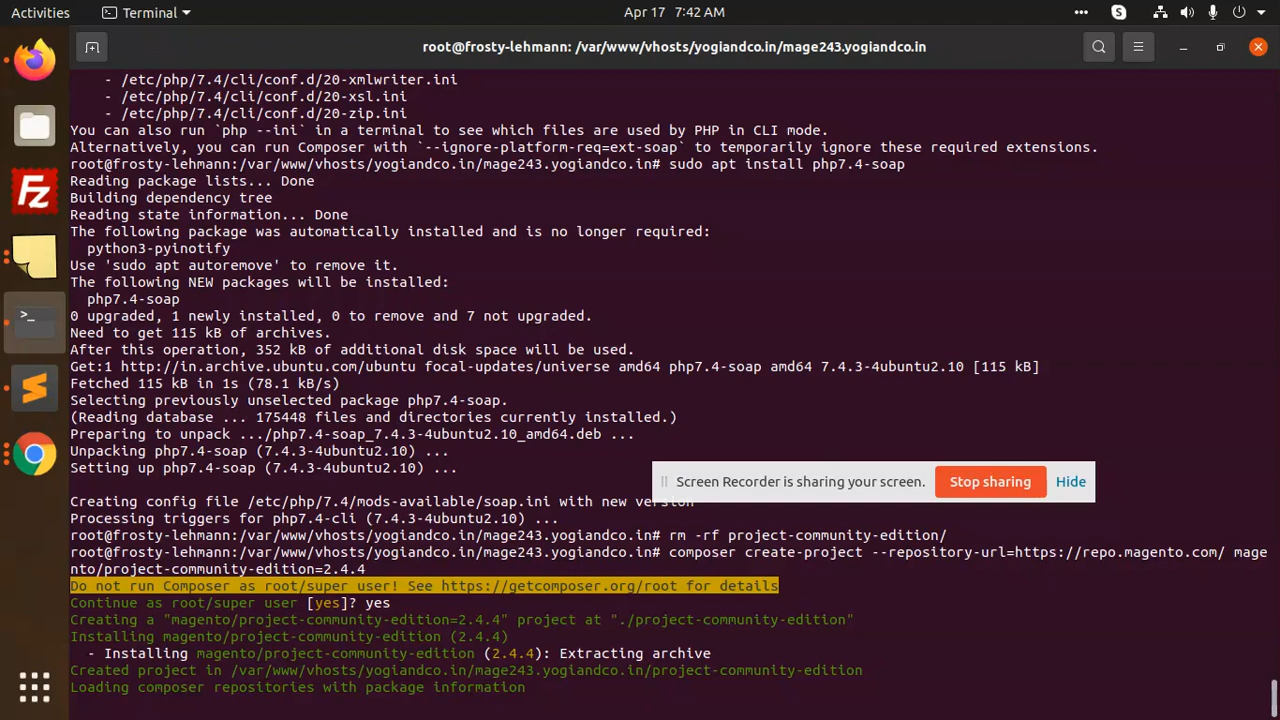 Activities
Terminal
Apr 17 7:42 AM
root@frosty-lehmann: /var/www/vhosts/yogiandco.in/mage243.yogiandco.in
- /etc/php/7.4/cli/conf.d/20-xmlwriter.ini
- /etc/php/7.4/cli/conf.d/20-xsl.ini
- /etc/php/7.4/cli/conf.d/20-zip.ini
You can also run `php --ini` in a terminal to see which files are used by PHP in CLI mode.
Alternatively, you can run Composer with `--ignore-platform-req=ext-soap` to temporarily ignore these required extensions.
root@frosty-lehmann:/var/www/vhosts/yogiandco.in/mage243.yogiandco.in# sudo apt install php7.4-soap
Reading package lists... Done
Building dependency tree
Reading state information... Done
The following package was automatically installed and is no longer required:
python3-pyinotify
Use 'sudo apt autoremove' to remove it.
The following NEW packages will be installed:
php7.4-soap
0 upgraded, 1 newly installed, 0 to remove and 7 not upgraded.
Need to get 115 kB of archives.
After this operation, 352 kB of additional disk space will be used.
Get:1 http://in.archive.ubuntu.com/ubuntu focal-updates/universe amd64 php7.4-soap amd64 7.4.3-4ubuntu2.10 [115 kB]
Fetched 115 kB in 1s (78.1 kB/s)
Selecting previously unselected package php7.4-soap.
(Reading database ... 175448 files and directories currently installed.)
Preparing to unpack .../php7.4-soap_7.4.3-4ubuntu2.10_amd64.deb ...
Unpacking php7.4-soap (7.4.3-4ubuntu2.10) ...
Setting up php7.4-soap (7.4.3-4ubuntu2.10) ...
Screen Recorder is sharing your screen. Stop sharing Hide
Creating config file /etc/php/7.4/mods-available/soap.ini with new version
Processing triggers for php7.4-cli (7.4.3-4ubuntu2.10) ...
root@frosty-lehmann:/var/www/vhosts/yogiandco.in/mage243.yogiandco.in# rm -rf project-community-edition/
root@frosty-lehmann:/var/www/vhosts/yogiandco.in/mage243.yogiandco.in# composer create-project --repository-url=https://repo.magento.com/ mage
nto/project-community-edition=2.4.4
Do not run Composer as root/super user! See https://getcomposer.org/root for details
Continue as root/super user [yes]? yes
Creating a "magento/project-community-edition=2.4.4" project at "./project-community-edition"
Installing magento/project-community-edition (2.4.4)
- Installing magento/project-community-edition (2.4.4): Extracting archive
Created project in /var/www/vhosts/yogiandco.in/mage243.yogiandco.in/project-community-edition
Loading composer repositories with package information